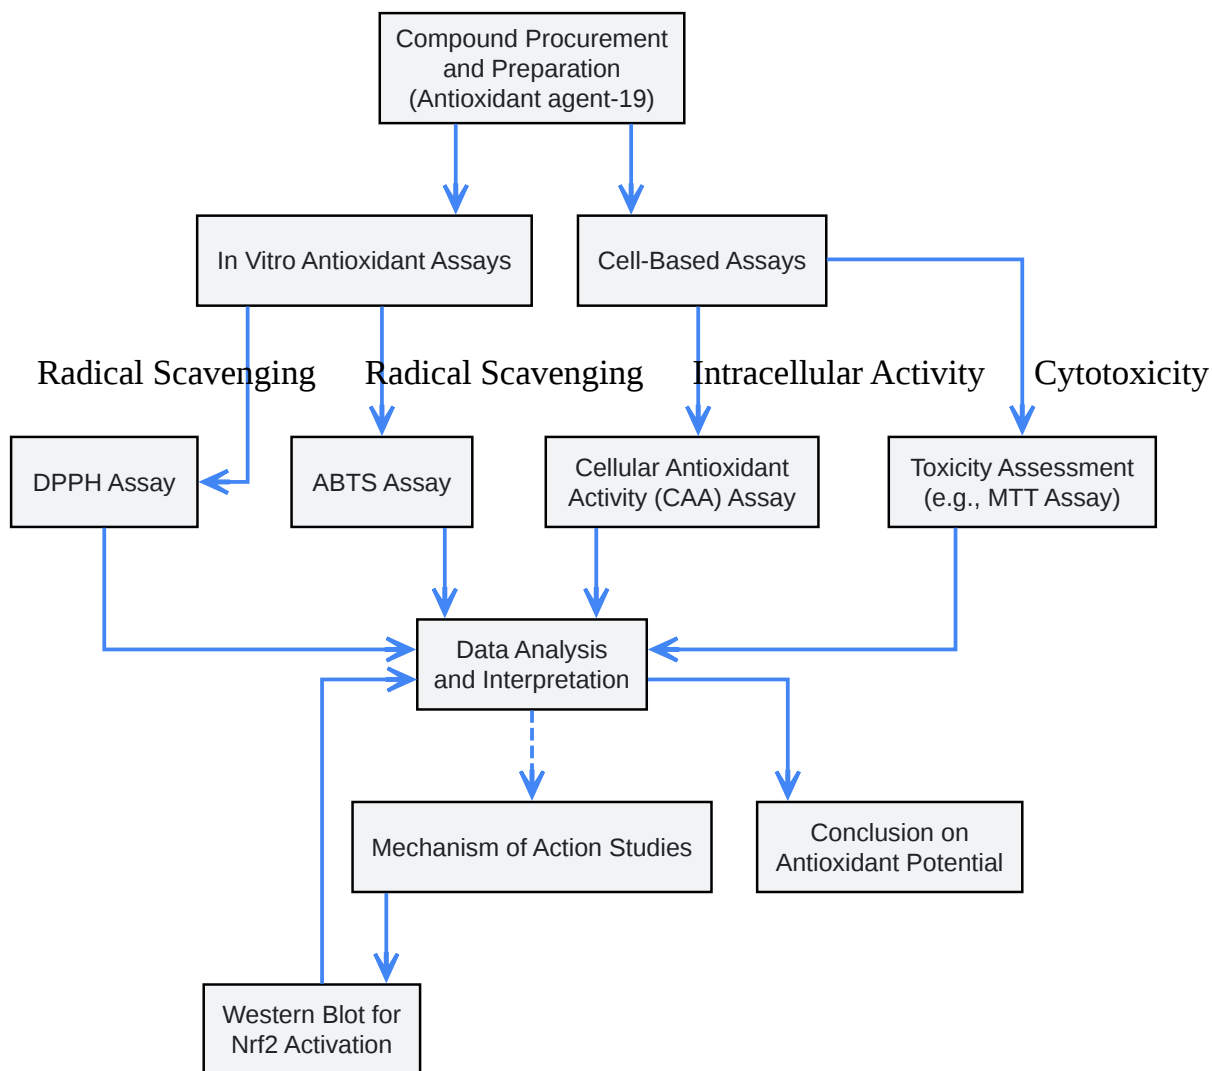 Compound Procurement
and Preparation
(Antioxidant agent-19)
In Vitro Antioxidant Assays
Cell-Based Assays
Radical Scavenging
Radical Scavenging
Intracellular Activity
Cytotoxicity
DPPH Assay
ABTS Assay
Cellular Antioxidant
Activity (CAA) Assay
Toxicity Assessment
(e.g., MTT Assay)
Data Analysis
and Interpretation
Mechanism of Action Studies
Conclusion on
Antioxidant Potential
Western Blot for
Nrf2 Activation